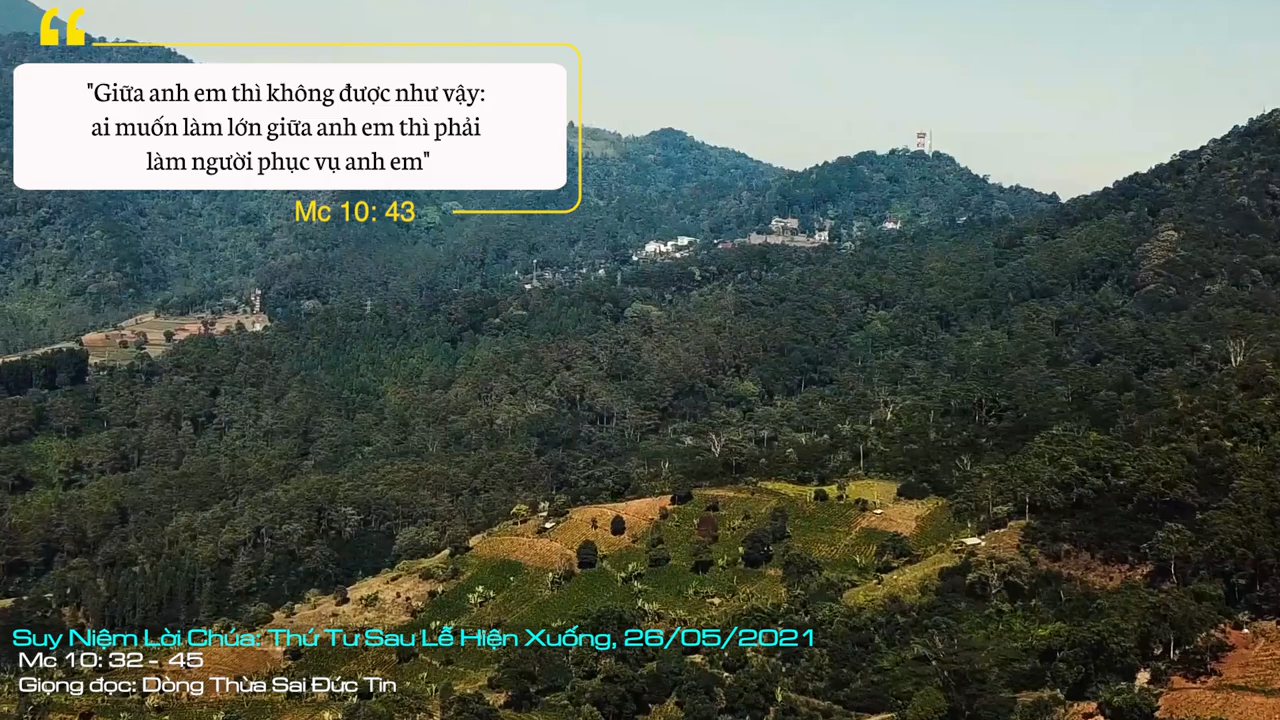 "Giữa anh em thì không được như vậy:
ai muốn làm lớn giữa anh em thì phải
làm người phục vụ anh em"
Mc 10: 43
Suy Niệm Lời Chúa: Thứ Tư Sau Lễ Hiện Xuống, 26/05/2021
Mc 10: 32 - 45
Giọng đọc: Dòng Thừa Sai Đức Tin